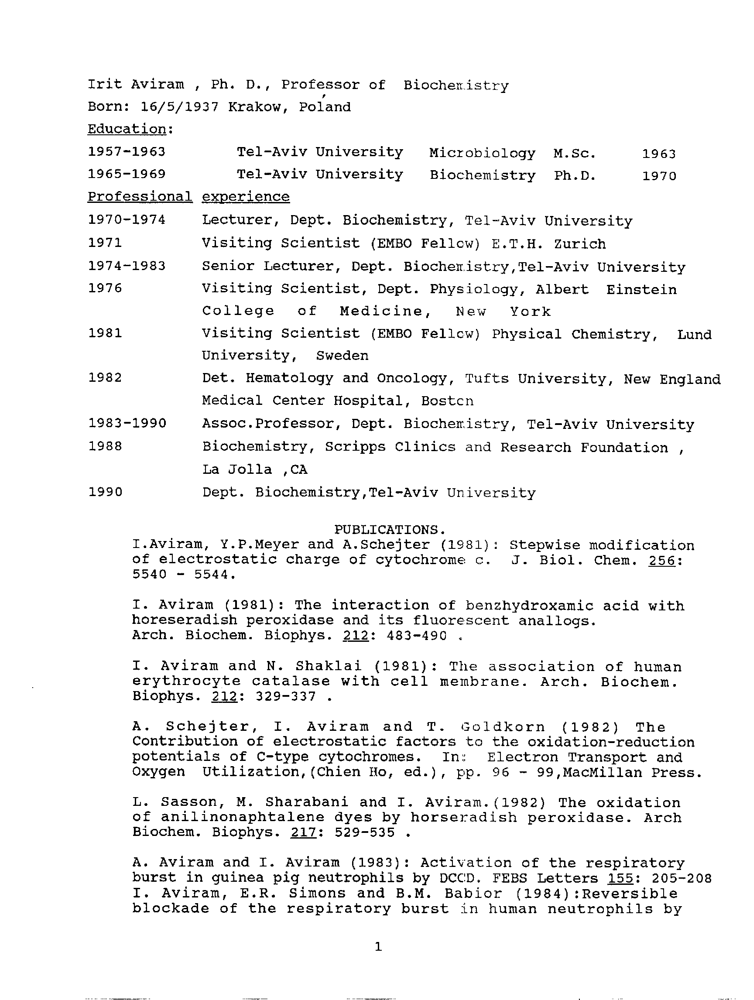 Irit Aviram , Ph. D., Professor of Biochemistry
Born: 16/5/1937 Krakow, Poland
Education:
1957-1963 Tel-Aviv University Microbiology M.Sc. 1963
1965-1969 Tel-Aviv University Biochemistry Ph.D. 1970
Professional experience
1970-1974 Lecturer, Dept. Biochemistry, Tel-Aviv University
1971 Visiting Scientist (EMBO Fellow) E.T.H. Zurich
1974-1983 Senior Lecturer, Dept. Biochemistry,Tel-Aviv University
1976 Visiting Scientist, Dept. Physiology, Albert Einstein
College of Medicine, New York
1981 Visiting Scientist (EMBO Fellow) Physical Chemistry, Lund
University, Sweden
1982 Det. Hematology and Oncology, Tufts University, New England
Medical Center Hospital, Boston
1983-1990 Assoc.Professor, Dept. Biochemistry, Tel-Aviv University
1988 Biochemistry, Scripps Clinics and Research Foundation ,
La Jolla ,CA
1990 Dept. Biochemistry,Tel-Aviv University
PUBLICATIONS.
I.Aviram, Y.P.Meyer and A.Schejter (1981): Stepwise modification
of electrostatic charge of cytochrome c. J. Biol. Chem. 256:
5540 - 5544.
I. Aviram (1981): The interaction of benzhydroxamic acid with
horeseradish peroxidase and its fluorescent anallogs.
Arch. Biochem. Biophys. 212: 483-490 .
I. Aviram and N. Shaklai (1981): The association of human
erythrocyte catalase with cell membrane. Arch. Biochem.
Biophys. 212: 329-337 .
A. Schejter, I. Aviram and T. Goldkorn (1982) The
Contribution of electrostatic factors to the oxidation-reduction
potentials of C-type cytochromes. In: Electron Transport and
Oxygen Utilization,(Chien Ho, ed.), pp. 96 - 99,MacMillan Press.
L. Sasson, M. Sharabani and I. Aviram.(1982) The oxidation
of anilinonaphtalene dyes by horseradish peroxidase. Arch
Biochem. Biophys. 217: 529-535 .
A. Aviram and I. Aviram (1983): Activation of the respiratory
burst in guinea pig neutrophils by DCCD. FEBS Letters 155: 205-208
I. Aviram, E.R. Simons and B.M. Babior (1984):Reversible
blockade of the respiratory burst in human neutrophils by
1